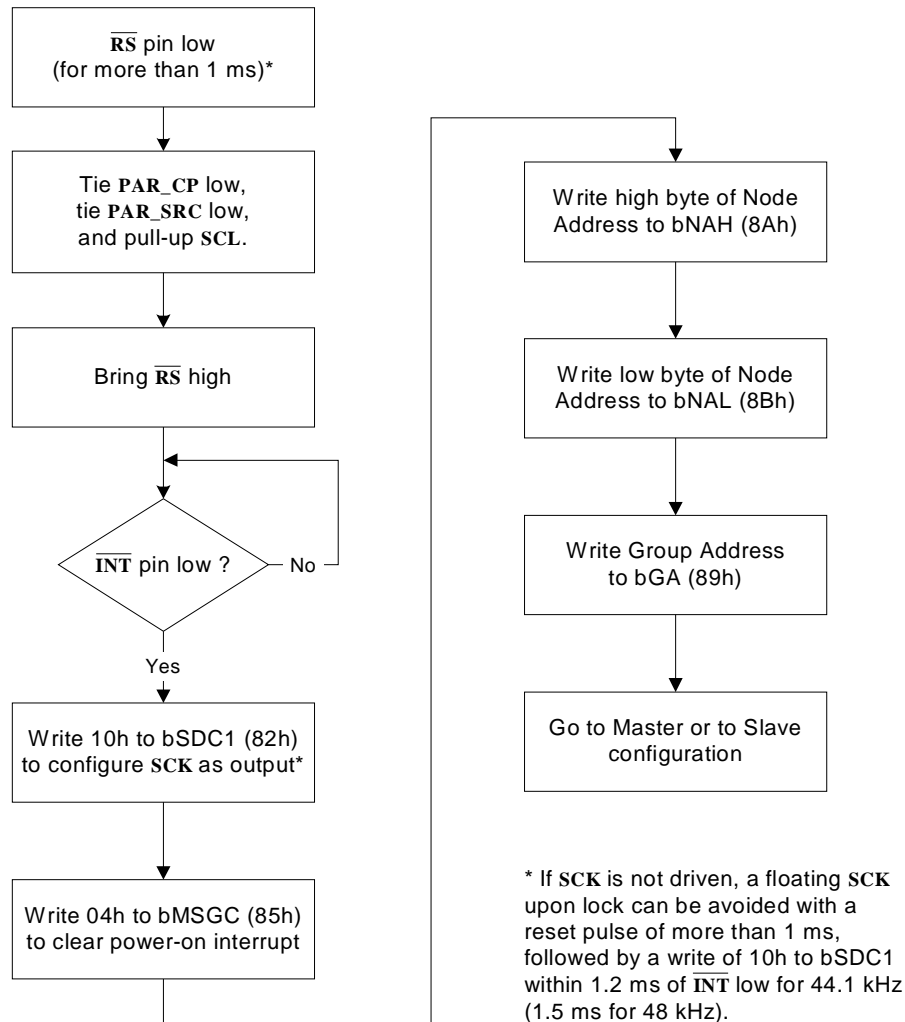 RS pin low
(for more than 1 ms)*
Tie PAR_CP low,
tie PAR_SRC low,
and pull-up SCL.
Bring RS high
INT pin low ?
No
Yes
Write 10h to bSDC1 (82h)
to configure SCK as output*
Write 04h to bMSGC (85h)
to clear power-on interrupt
Write high byte of Node
Address to bNAH (8Ah)
Write low byte of Node
Address to bNAL (8Bh)
Write Group Address
to bGA (89h)
Go to Master or to Slave
configuration
* If SCK is not driven, a floating SCK
upon lock can be avoided with a
reset pulse of more than 1 ms,
followed by a write of 10h to bSDC1
within 1.2 ms of INT low for 44.1 kHz
(1.5 ms for 48 kHz).